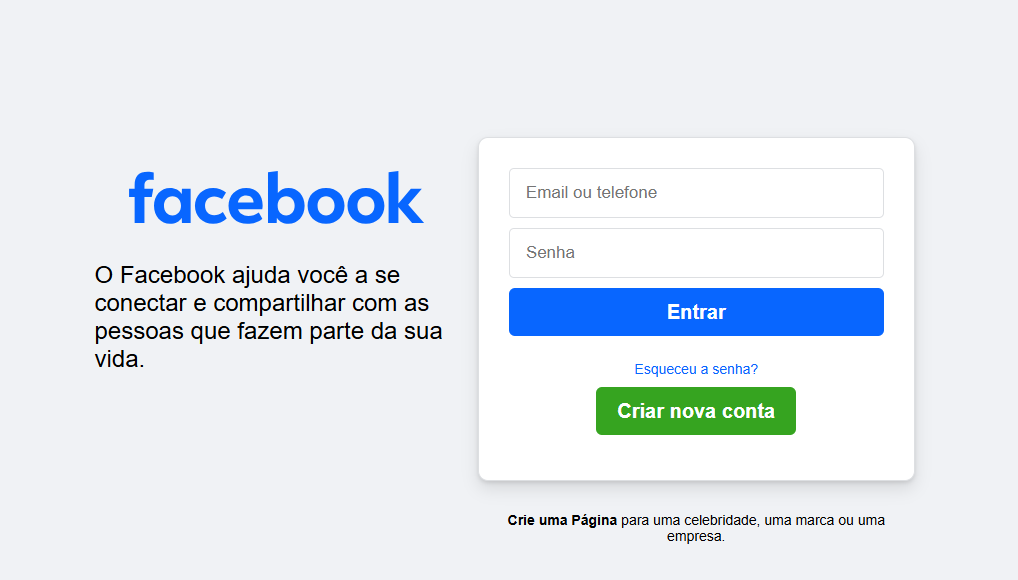 facebook
O Facebook ajuda você a se
conectar e compartilhar com as
pessoas que fazem parte da sua
vida.
Email ou telefone
Senha
Entrar
Esqueceu a senha?
Criar nova conta
Crie uma Página para uma celebridade, uma marca ou uma
empresa.